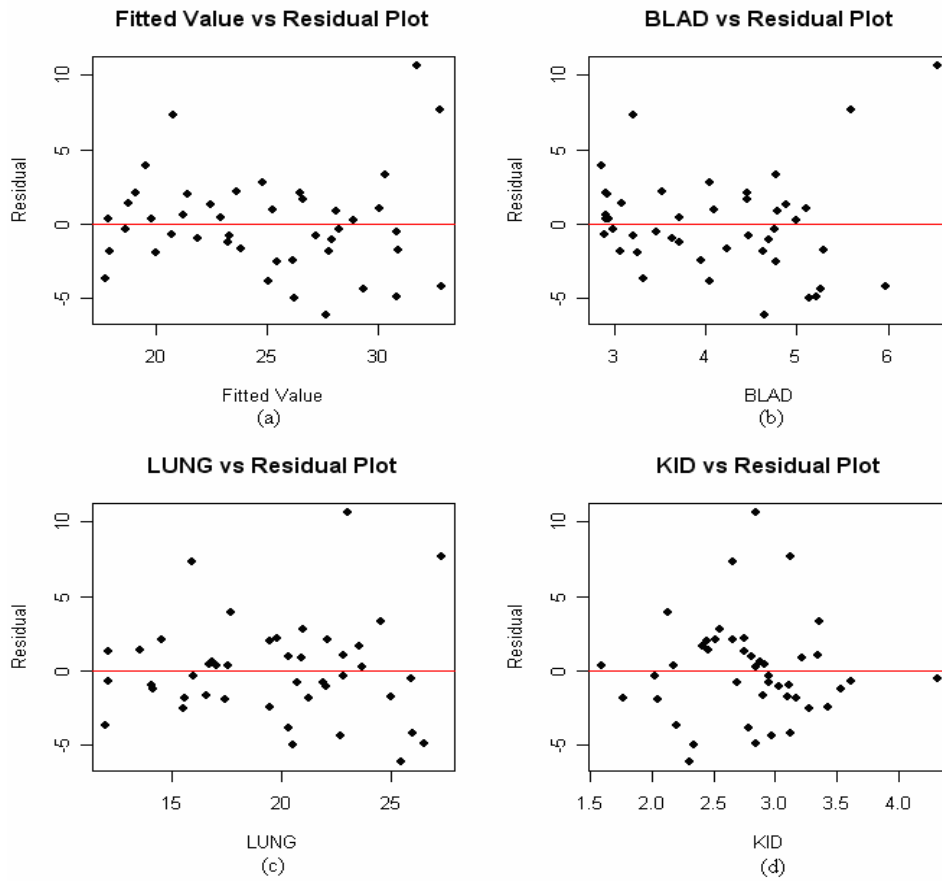 Fitted Value vs Residual Plot
Residual
10
5
0
-5
20
25
30
Fitted Value
(a)
BLAD vs Residual Plot
Residual
10
5
0
-5
3
4
5
6
BLAD
(b)
LUNG vs Residual Plot
Residual
10
5
0
-5
15
20
25
LUNG
(c)
KID vs Residual Plot
Residual
10
5
0
-5
1.5
2.0
2.5
3.0
3.5
4.0
KID
(d)